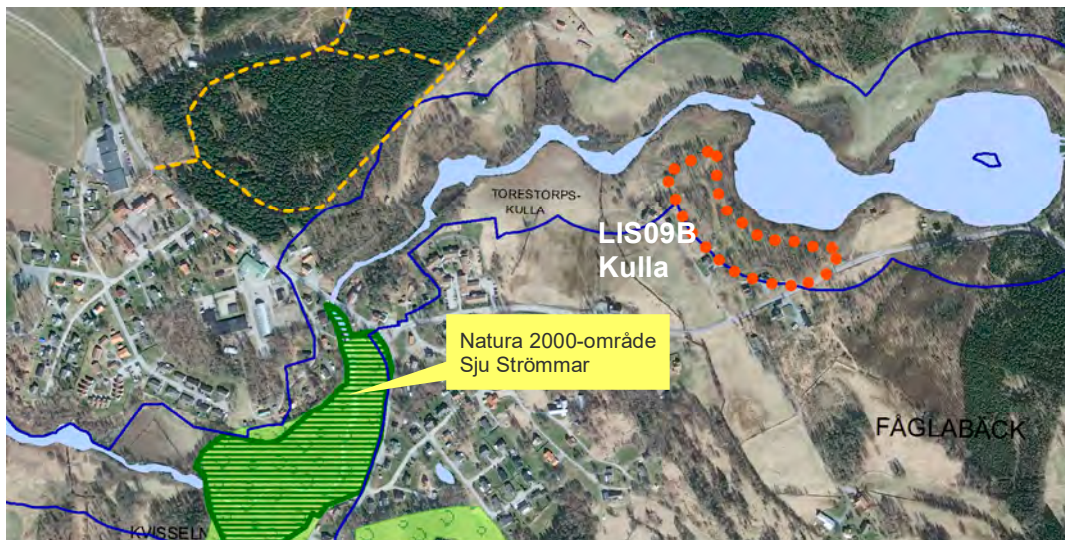 TORESTORPS-
KULLA
LIS09B
Kulla
Natura 2000-område
Sju Strömmar
FÅGLABÄCK
KVISSELN